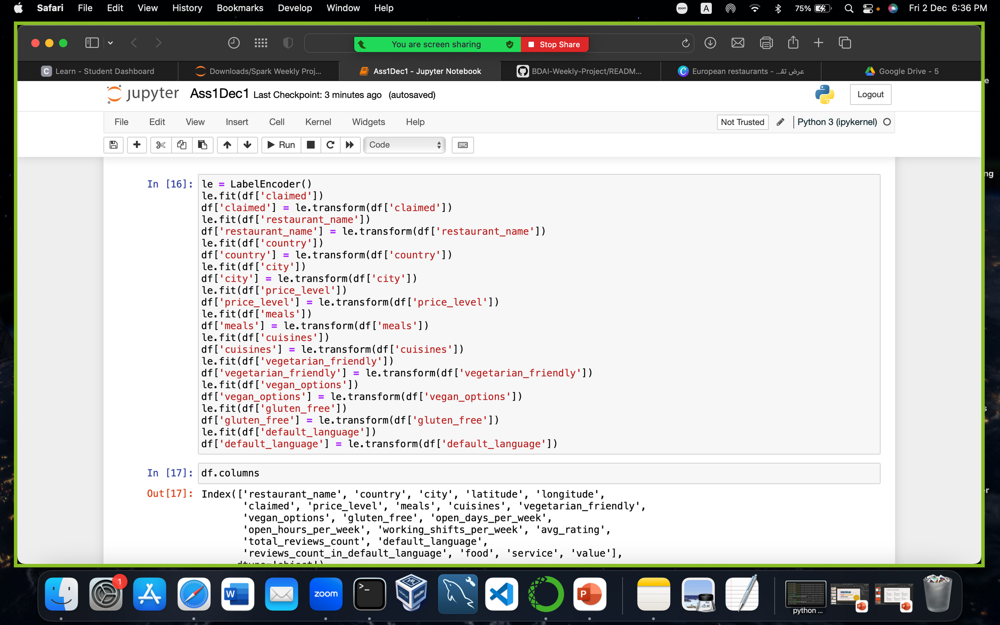 Safari File Edit View History Bookmarks Develop Window Help zoom A 75% Fri 2 Dec 6:36 PM
You are screen sharing Stop Share
C Learn - Student Dashboard Downloads/Spark Weekly Proj... Ass1Dec1 - Jupyter Notebook BDAI-Weekly-Project/READM... European restaurants - ...عرض تق Google Drive - 5
jupyter Ass1Dec1 Last Checkpoint: 3 minutes ago (autosaved) Logout
File Edit View Insert Cell Kernel Widgets Help Not Trusted Python 3 (ipykernel)
Run Code
In [16]: le = LabelEncoder()
le.fit(df['claimed'])
df['claimed'] = le.transform(df['claimed'])
le.fit(df['restaurant_name'])
df['restaurant_name'] = le.transform(df['restaurant_name'])
le.fit(df['country'])
df['country'] = le.transform(df['country'])
le.fit(df['city'])
df['city'] = le.transform(df['city'])
le.fit(df['price_level'])
df['price_level'] = le.transform(df['price_level'])
le.fit(df['meals'])
df['meals'] = le.transform(df['meals'])
le.fit(df['cuisines'])
df['cuisines'] = le.transform(df['cuisines'])
le.fit(df['vegetarian_friendly'])
df['vegetarian_friendly'] = le.transform(df['vegetarian_friendly'])
le.fit(df['vegan_options'])
df['vegan_options'] = le.transform(df['vegan_options'])
le.fit(df['gluten_free'])
df['gluten_free'] = le.transform(df['gluten_free'])
le.fit(df['default_language'])
df['default_language'] = le.transform(df['default_language'])
In [17]: df.columns
Out[17]: Index(['restaurant_name', 'country', 'city', 'latitude', 'longitude',
'claimed', 'price_level', 'meals', 'cuisines', 'vegetarian_friendly',
'vegan_options', 'gluten_free', 'open_days_per_week',
'open_hours_per_week', 'working_shifts_per_week', 'avg_rating',
'total_reviews_count', 'default_language',
'reviews_count_in_default_language', 'food', 'service', 'value'],
dtype='object')
1 W zoom >_ P python ...